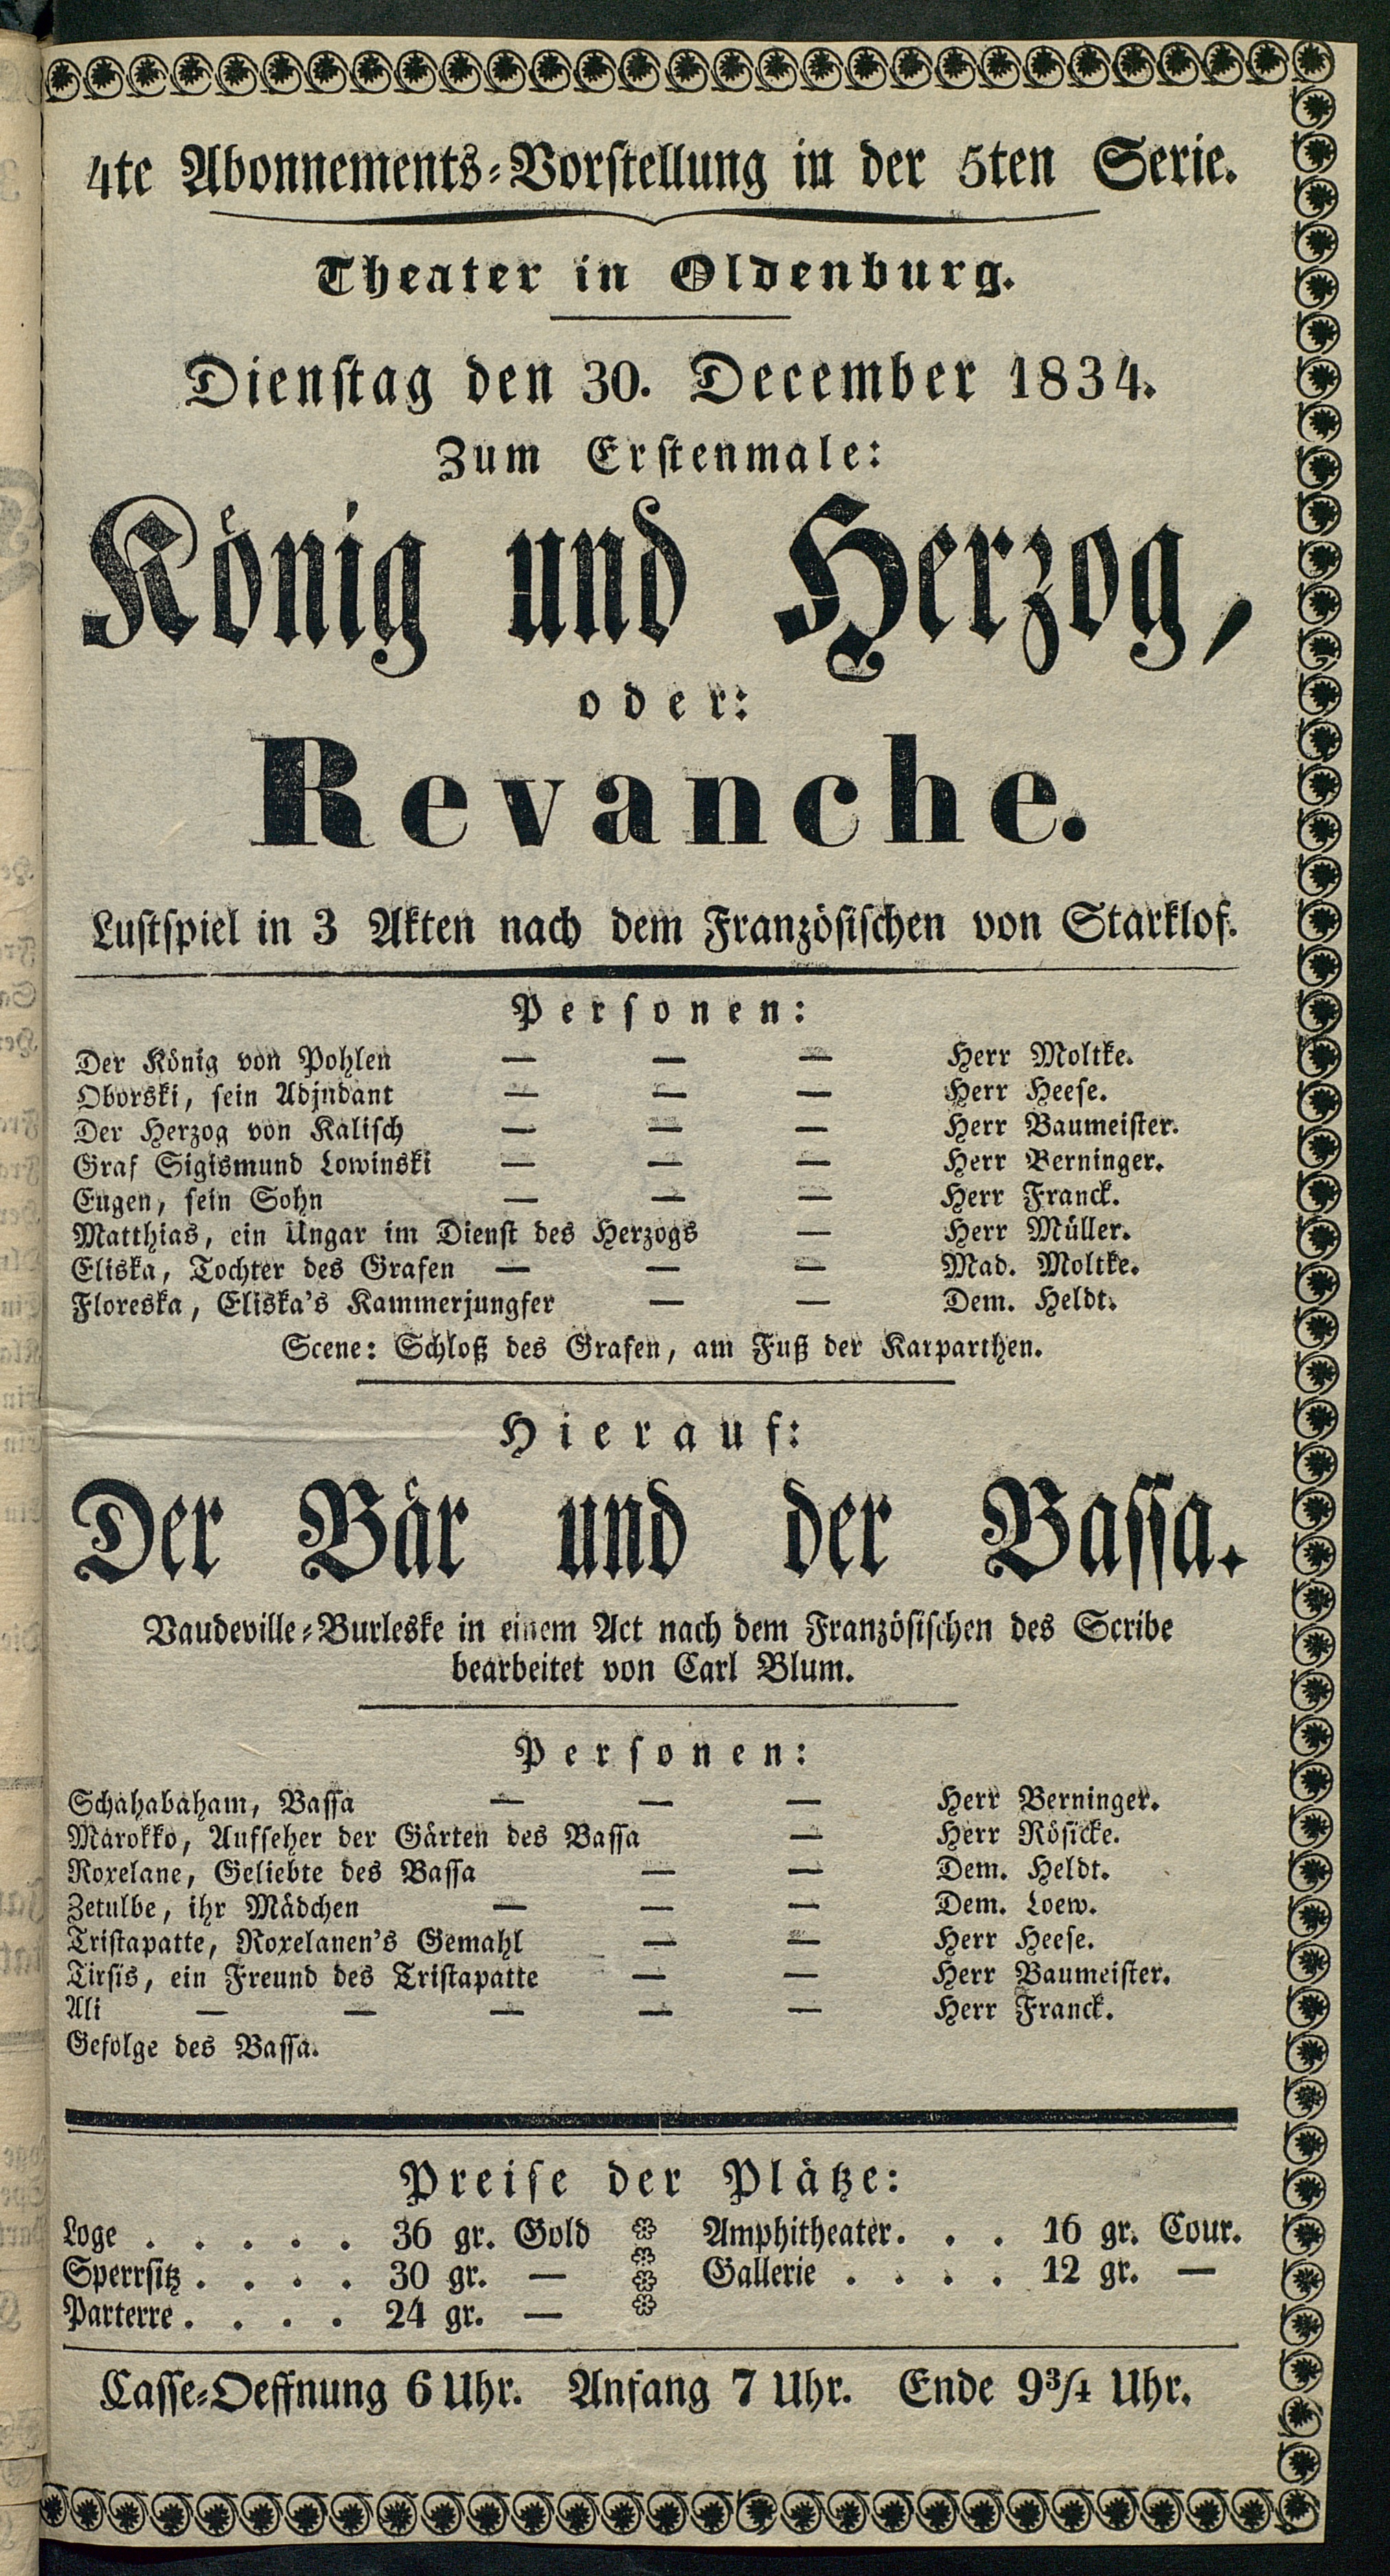 4te Abonnements-Vorstellung in der 5ten Serie.
Theater in Oldenburg.
Dienstag den 30. December 1834.
Zum Erstenmale:
König und Herzog,
oder:
Revanche.
Lustspiel in 3 Akten nach dem Französischen von Starklof.
Personen:
Der König von Pohlen — — — Herr Moltke.
Oborski, sein Adjndant — — — Herr Heese.
Der Herzog von Kalisch — — — Herr Baumeister.
Graf Sigismund Lowinski — — — Herr Berninger.
Eugen, sein Sohn — — — Herr Franck.
Matthias, ein Ungar im Dienst des Herzogs — Herr Müller.
Eliska, Tochter des Grafen — — — Mad. Moltke.
Floreska, Eliska's Kammerjungfer — — Dem. Heldt.
Scene: Schloß des Grafen, am Fuß der Karparthen.
Hierauf:
Der Bär und der Bassa.
Vaudeville-Burleske in einem Act nach dem Französischen des Scribe
bearbeitet von Carl Blum.
Personen:
Schahabaham, Bassa — — — Herr Berninger.
Marokko, Aufseher der Gärten des Bassa — Herr Rösicke.
Roxelane, Geliebte des Bassa — — Dem. Heldt.
Zetulbe, ihr Mädchen — — — Dem. Loew.
Tristapatte, Roxelanen's Gemahl — — Herr Heese.
Tirsis, ein Freund des Tristapatte — — Herr Baumeister.
Ali — — — — — Herr Franck.
Gefolge des Bassa.
Preise der Plätze:
Loge . . . . . 36 gr. Gold
Sperrsitz . . . . 30 gr. —
Parterre . . . . 24 gr. —
Amphitheater. . . 16 gr. Cour.
Gallerie . . . . 12 gr. —
Casse-Oeffnung 6 Uhr. Anfang 7 Uhr. Ende 9¾ Uhr.